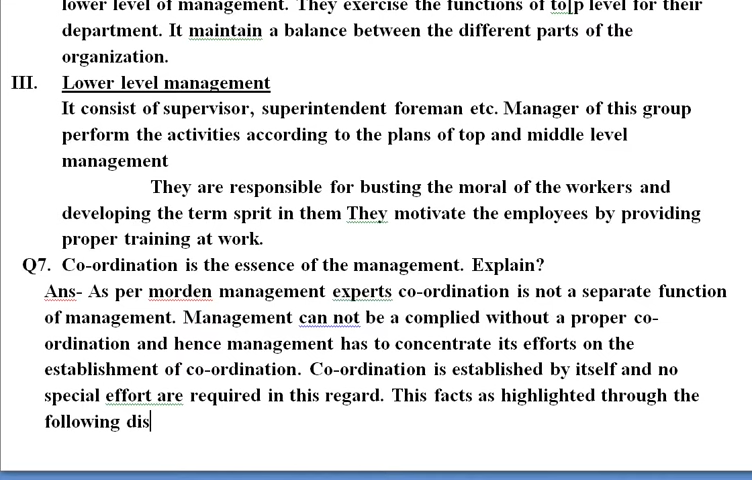 lower level of management. They exercise the functions of to[p level for their
department. It maintain a balance between the different parts of the
organization.
III. Lower level management
It consist of supervisor, superintendent foreman etc. Manager of this group
perform the activities according to the plans of top and middle level
management
They are responsible for busting the moral of the workers and
developing the term sprit in them They motivate the employees by providing
proper training at work.
Q7. Co-ordination is the essence of the management. Explain?
Ans- As per morden management experts co-ordination is not a separate function
of management. Management can not be a complied without a proper co-
ordination and hence management has to concentrate its efforts on the
establishment of co-ordination. Co-ordination is established by itself and no
special effort are required in this regard. This facts as highlighted through the
following dis